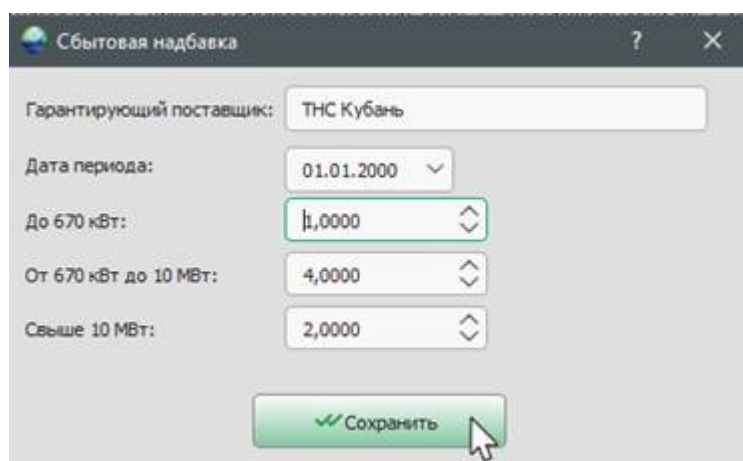 Сбытовая надбавка ? ×
Гарантирующий поставщик: ТНС Кубань
Дата периода: 01.01.2000
До 670 кВт: 1,0000
От 670 кВт до 10 МВт: 4,0000
Свыше 10 МВт: 2,0000
Сохранить